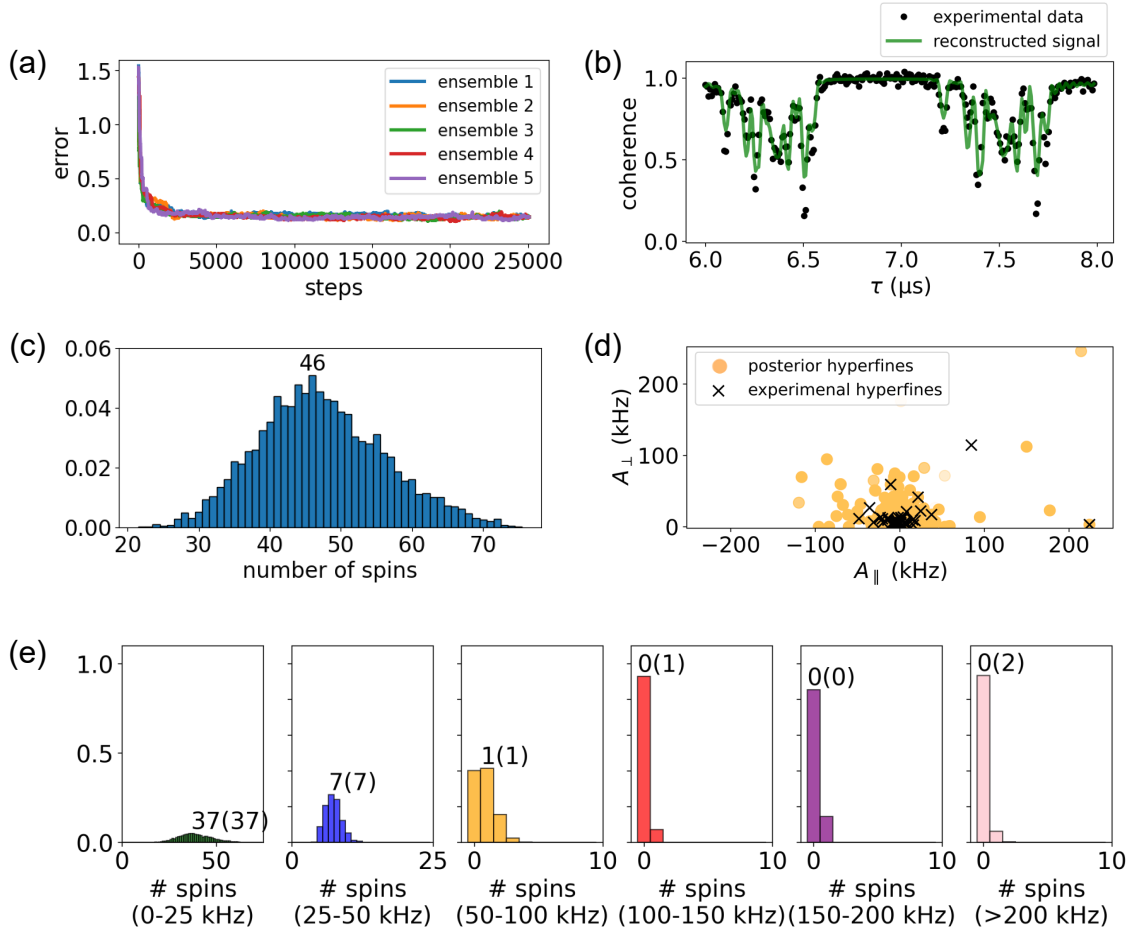 experimental data
reconstructed signal
(a)
1.5
1.0
0.5
0.0
error
ensemble 1
ensemble 2
ensemble 3
ensemble 4
ensemble 5
0 5000 10000 15000 20000 25000
steps
(b)
1.0
0.5
0.0
coherence
6.0 6.5 7.0 7.5 8.0
τ (μs)
(c)
0.06
0.04
0.02
0.00
46
20 30 40 50 60 70
number of spins
(d)
200
100
0
A⊥ (kHz)
posterior hyperfines
experimenal hyperfines
−200 −100 0 100 200
A∥ (kHz)
(e)
1.0
0.5
0.0
37(37)
0 50
# spins
(0-25 kHz)
7(7)
0 25
# spins
(25-50 kHz)
1(1)
0 10
# spins
(50-100 kHz)
0(1)
0 10
# spins
(100-150 kHz)
0(0)
0 10
# spins
(150-200 kHz)
0(2)
0 10
# spins
(>200 kHz)